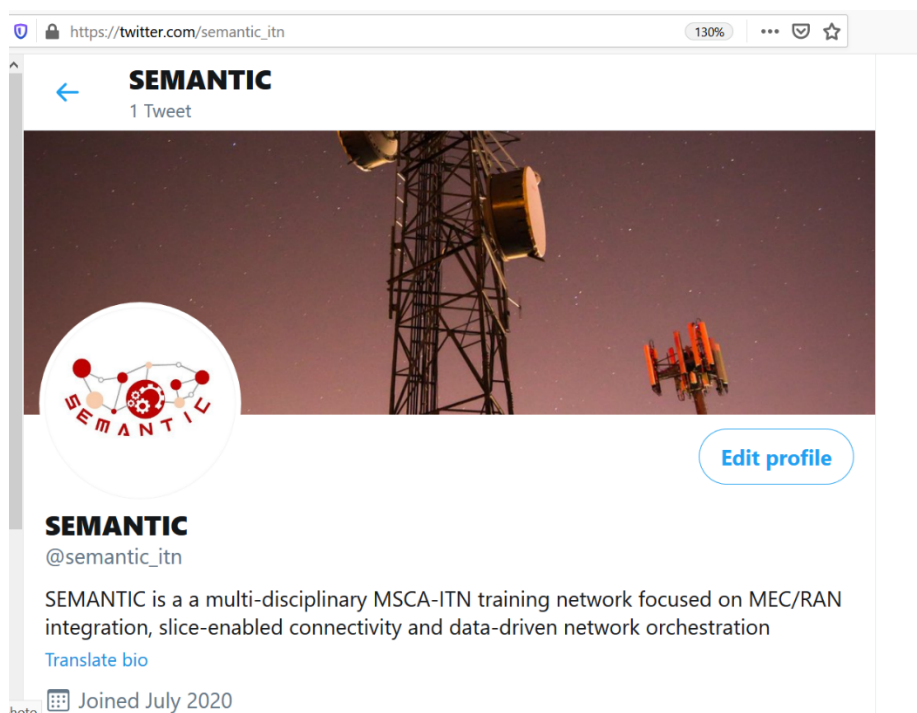 https://twitter.com/semantic_itn
130%
SEMANTIC
1 Tweet
SEMANTIC
Edit profile
SEMANTIC
@semantic_itn
SEMANTIC is a a multi-disciplinary MSCA-ITN training network focused on MEC/RAN
integration, slice-enabled connectivity and data-driven network orchestration
Translate bio
Joined July 2020